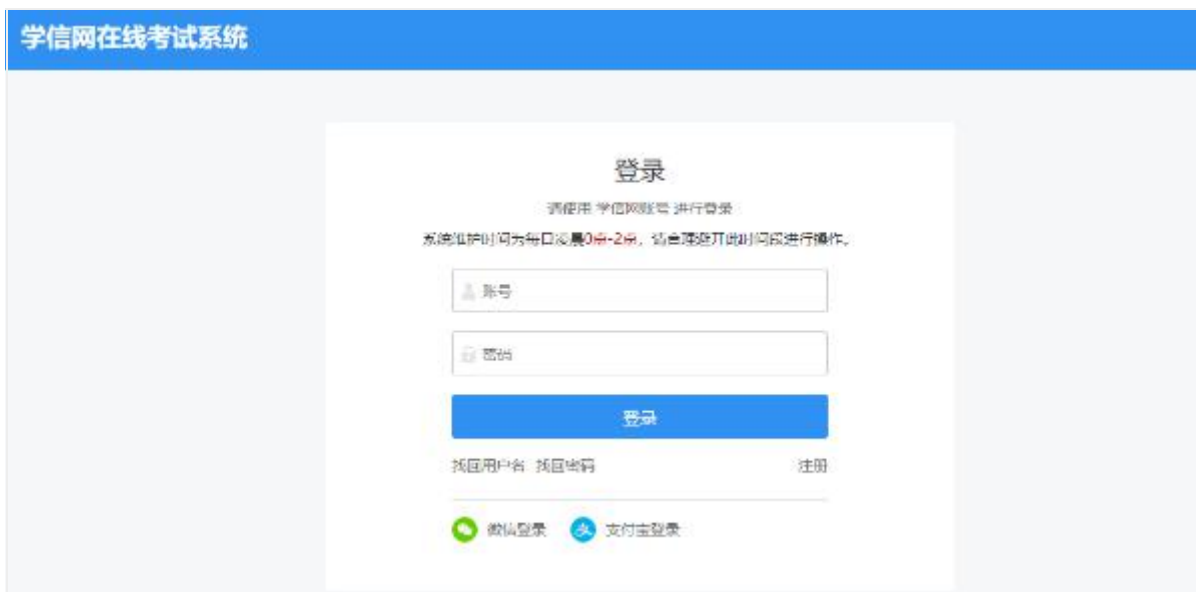 学信网在线考试系统
登录
请使用 学信网账号 进行登录
系统维护时间为每日凌晨0点-2点，请合理避开此时间段进行操作。
账号
密码
登录
找回用户名 找回密码 注册
微信登录 支付宝登录